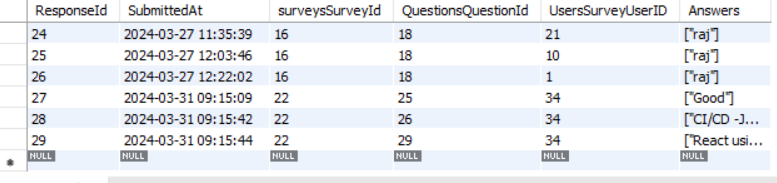 ResponseId SubmittedAt surveysSurveyId QuestionsQuestionId UsersSurveyUserID Answers
24 2024-03-27 11:35:39 16 18 21 ["raj"]
25 2024-03-27 12:03:46 16 18 10 ["raj"]
26 2024-03-27 12:22:02 16 18 1 ["raj"]
27 2024-03-31 09:15:09 22 25 34 ["Good"]
28 2024-03-31 09:15:42 22 26 34 ["CI/CD -J...
29 2024-03-31 09:15:44 22 29 34 ["React usi...
NULL NULL NULL NULL NULL NULL